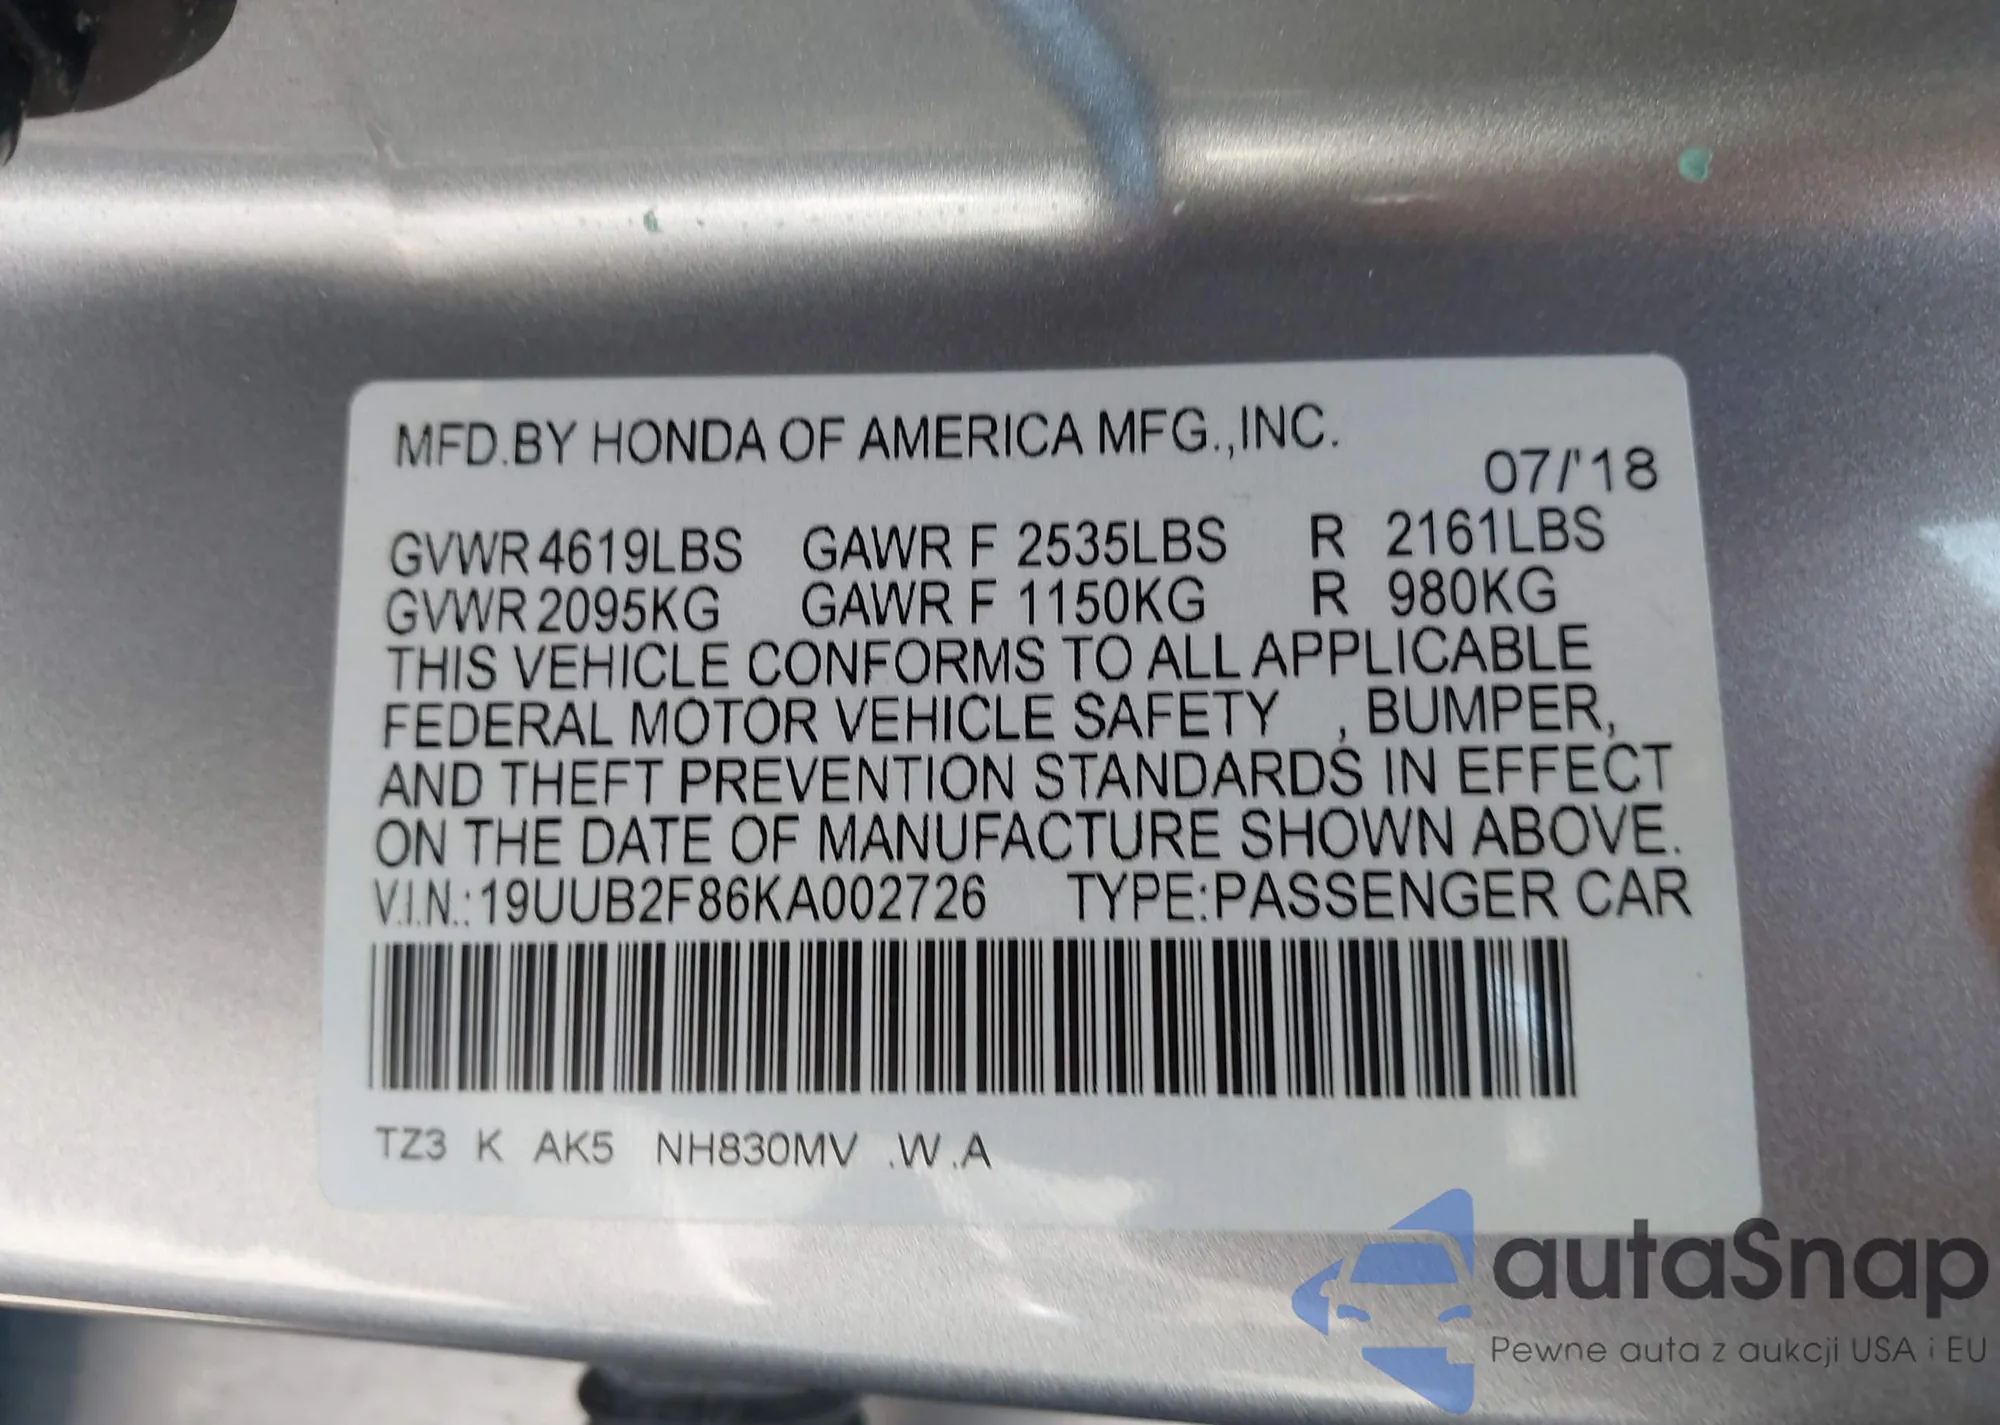 MFD.BY HONDA OF AMERICA MFG.,INC.
07/'18
GVWR 4619LBS GAWR F 2535LBS R 2161LBS
GVWR 2095KG GAWR F 1150KG R 980KG
THIS VEHICLE CONFORMS TO ALL APPLICABLE
FEDERAL MOTOR VEHICLE SAFETY , BUMPER,
AND THEFT PREVENTION STANDARDS IN EFFECT
ON THE DATE OF MANUFACTURE SHOWN ABOVE.
V.I.N.: 19UUB2F86KA002726 TYPE:PASSENGER CAR
TZ3 K AK5 NH830MV .W .A
autaSnap
Pewne auta z aukcji USA i EU